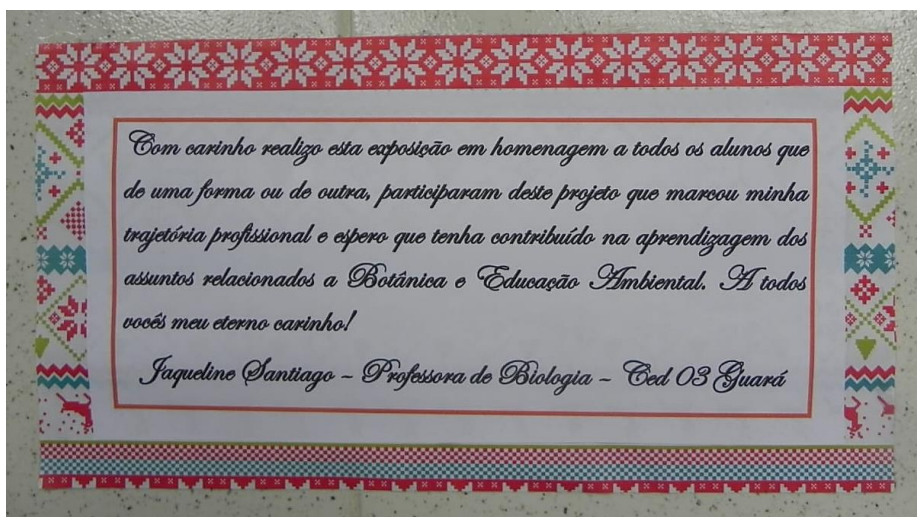 Com carinho realizo esta exposição em homenagem a todos os alunos que
de uma forma ou de outra, participaram deste projeto que marcou minha
trajetória profissional e espero que tenha contribuído na aprendizagem dos
assuntos relacionados a Botânica e Educação Ambiental. A todos
vocês meu eterno carinho!
Jaqueline Santiago - Professora de Biologia - Ced 03 Guará